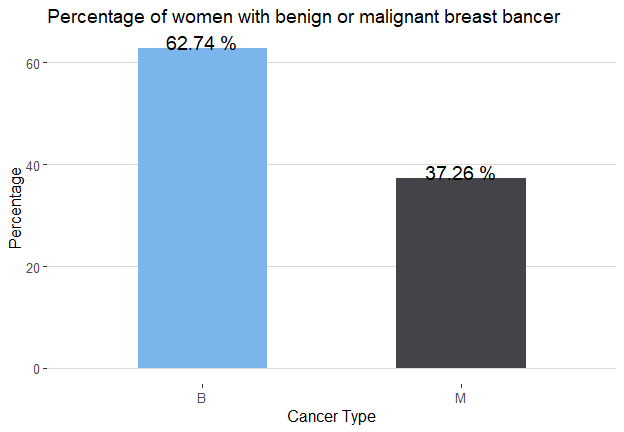 Percentage of women with benign or malignant breast bancer
62.74 %
37.26 %
60
40
20
0
Percentage
B
M
Cancer Type